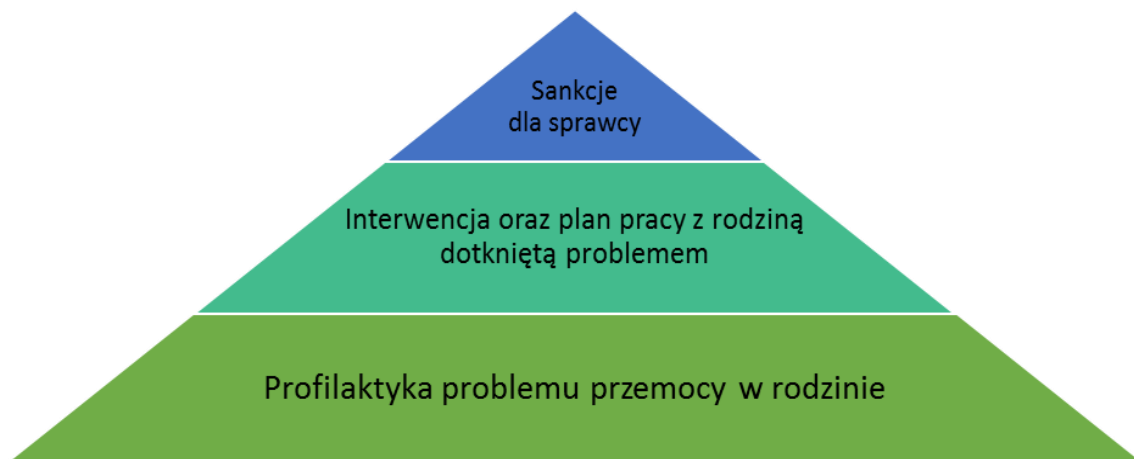 Sankcje
dla sprawcy
Interwencja oraz plan pracy z rodziną
dotkniętą problemem
Profilaktyka problemu przemocy w rodzinie